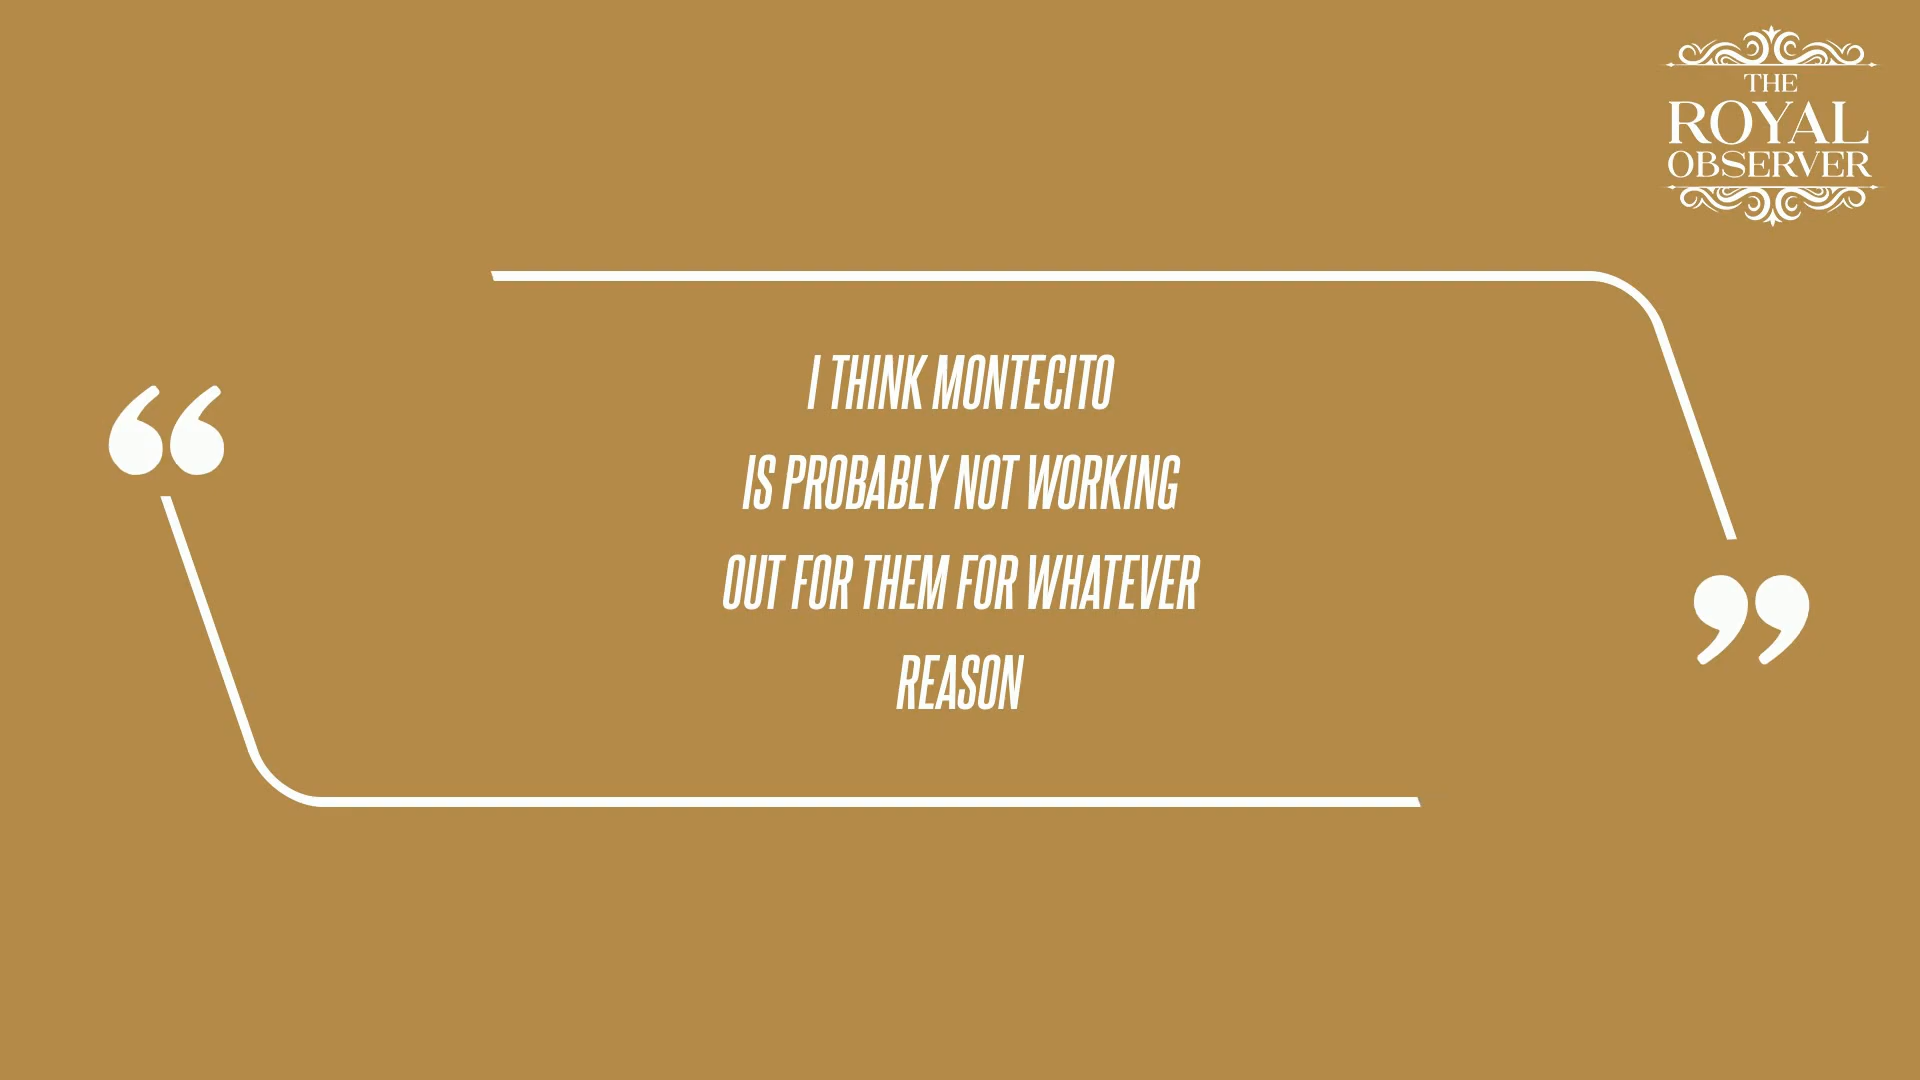 THE
ROYAL
OBSERVER
“
I THINK MONTECITO
IS PROBABLY NOT WORKING
OUT FOR THEM FOR WHATEVER
REASON
”